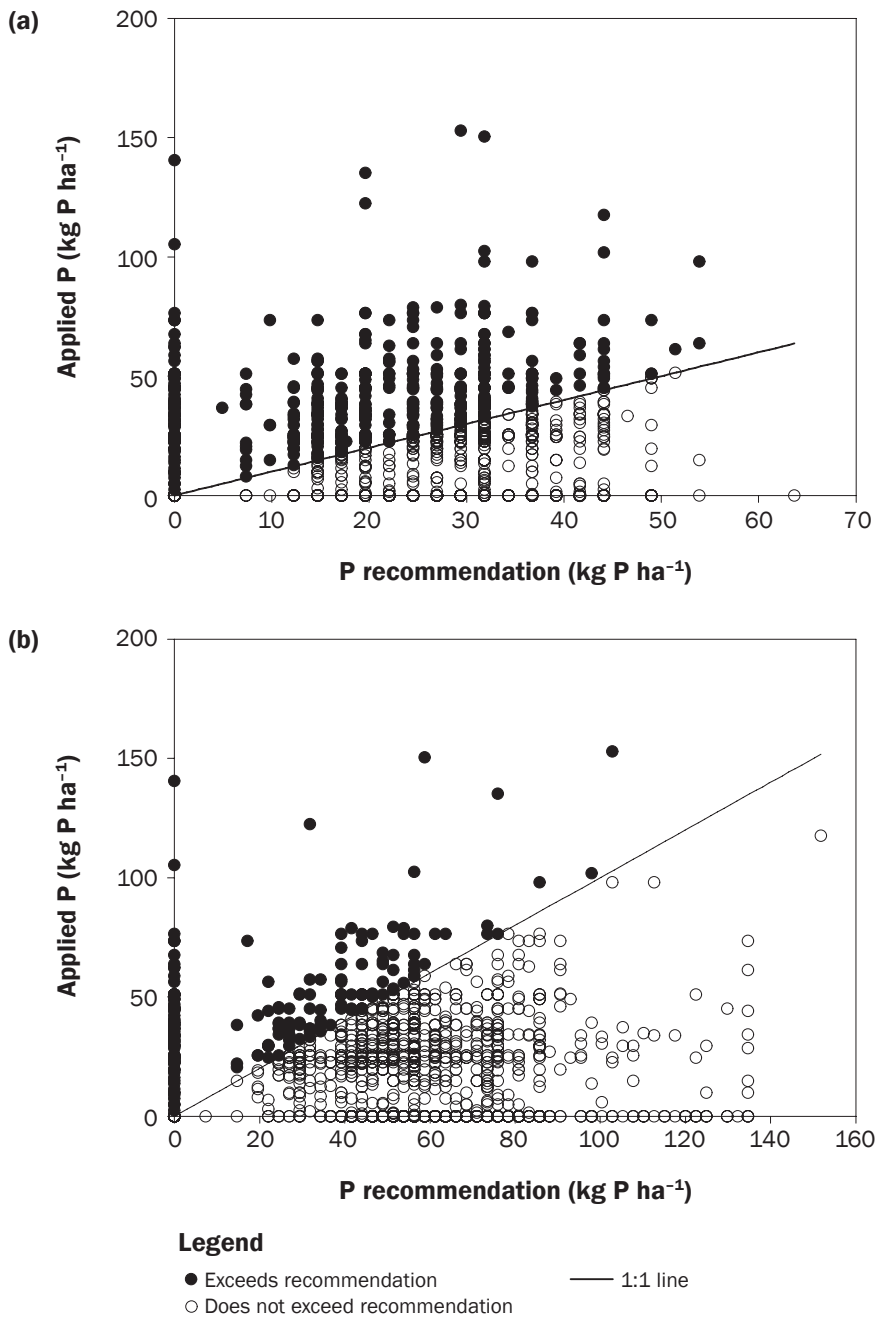 (a)
200
150
100
50
0
Applied P (kg P ha⁻¹)
0 10 20 30 40 50 60 70
P recommendation (kg P ha⁻¹)
(b)
200
150
100
50
0
Applied P (kg P ha⁻¹)
0 20 40 60 80 100 120 140 160
P recommendation (kg P ha⁻¹)
Legend
Exceeds recommendation
1:1 line
Does not exceed recommendation